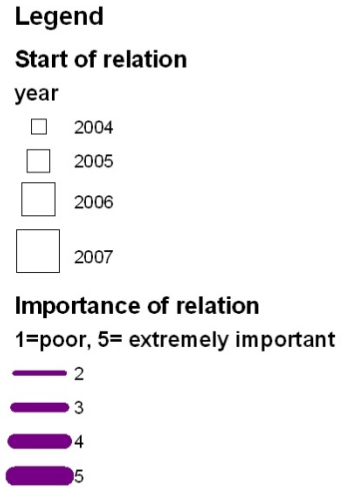 Legend
Start of relation
year
2004
2005
2006
2007
Importance of relation
1=poor, 5= extremely important
2
3
4
5